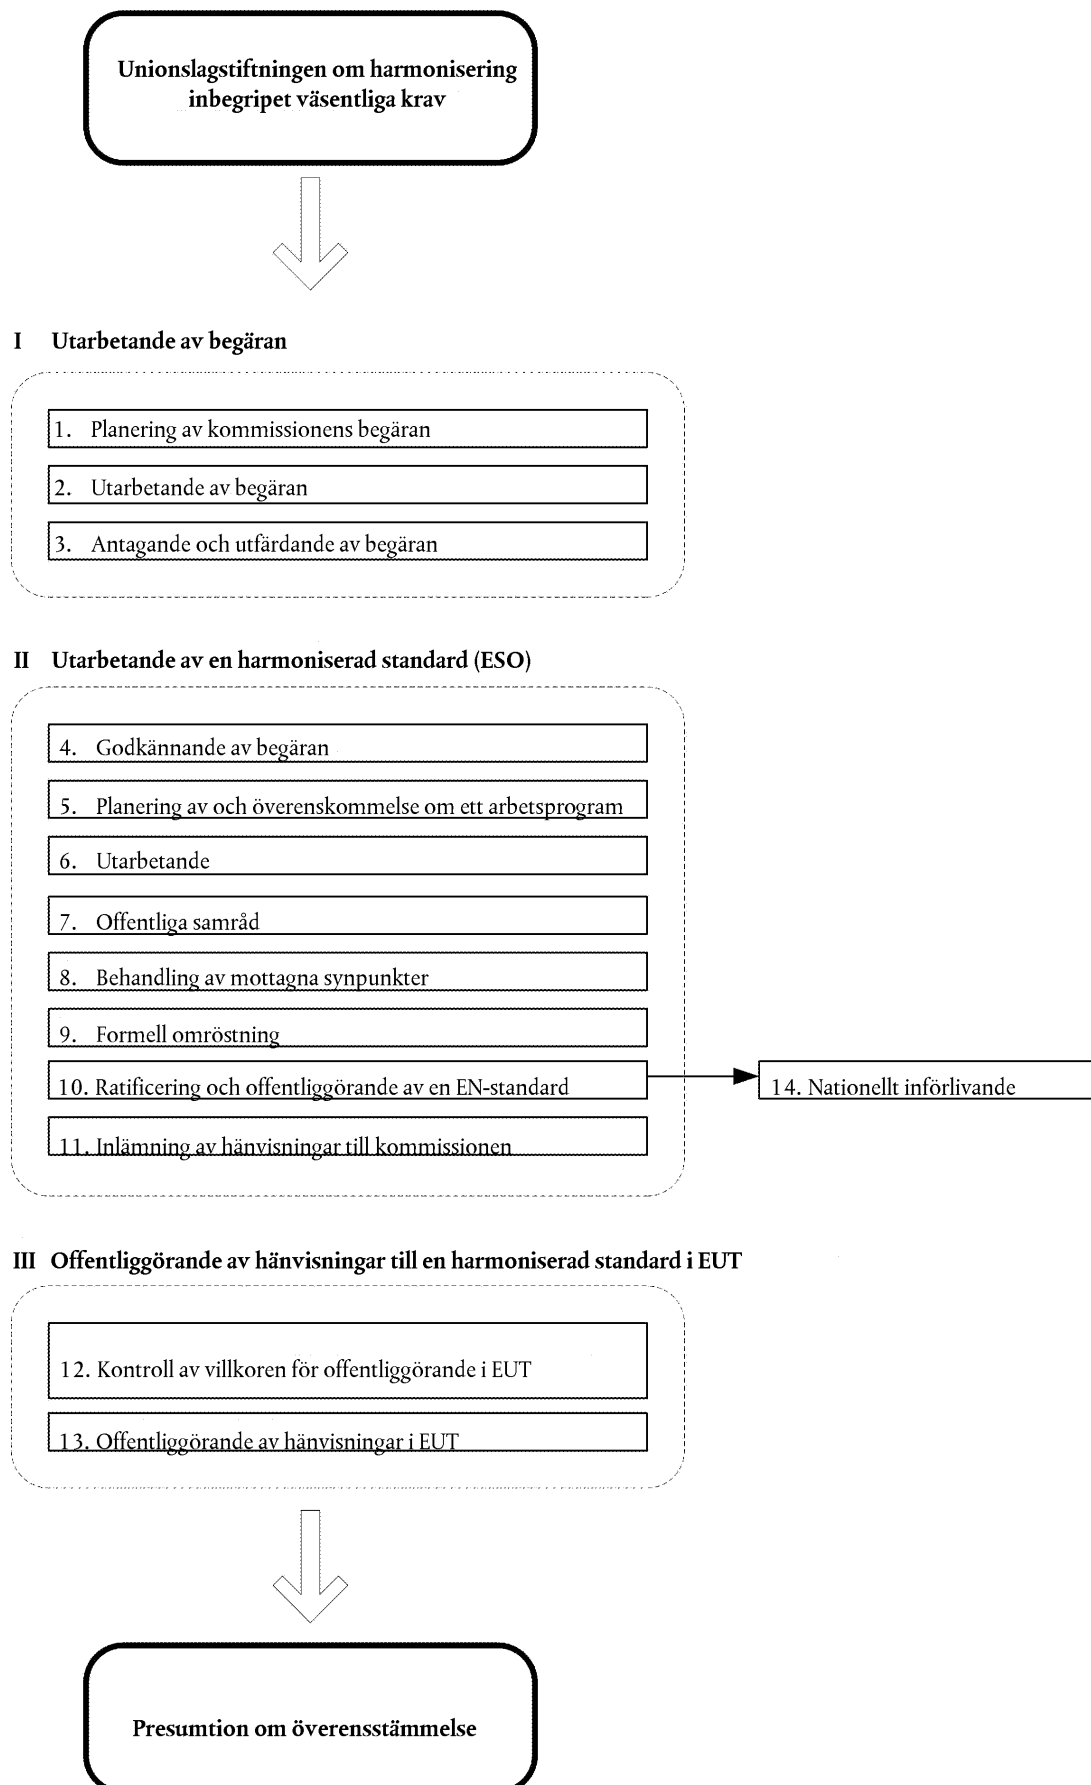 Unionslagstiftningen om harmonisering
inbegripet väsentliga krav
I Utarbetande av begäran
1. Planering av kommissionens begäran
2. Utarbetande av begäran
3. Antagande och utfärdande av begäran
II Utarbetande av en harmoniserad standard (ESO)
4. Godkännande av begäran
5. Planering av och överenskommelse om ett arbetsprogram
6. Utarbetande
7. Offentliga samråd
8. Behandling av mottagna synpunkter
9. Formell omröstning
10. Ratificering och offentliggörande av en EN-standard
14. Nationellt införlivande
11. Inlämning av hänvisningar till kommissionen
III Offentliggörande av hänvisningar till en harmoniserad standard i EUT
12. Kontroll av villkoren för offentliggörande i EUT
13. Offentliggörande av hänvisningar i EUT
Presumtion om överensstämmelse